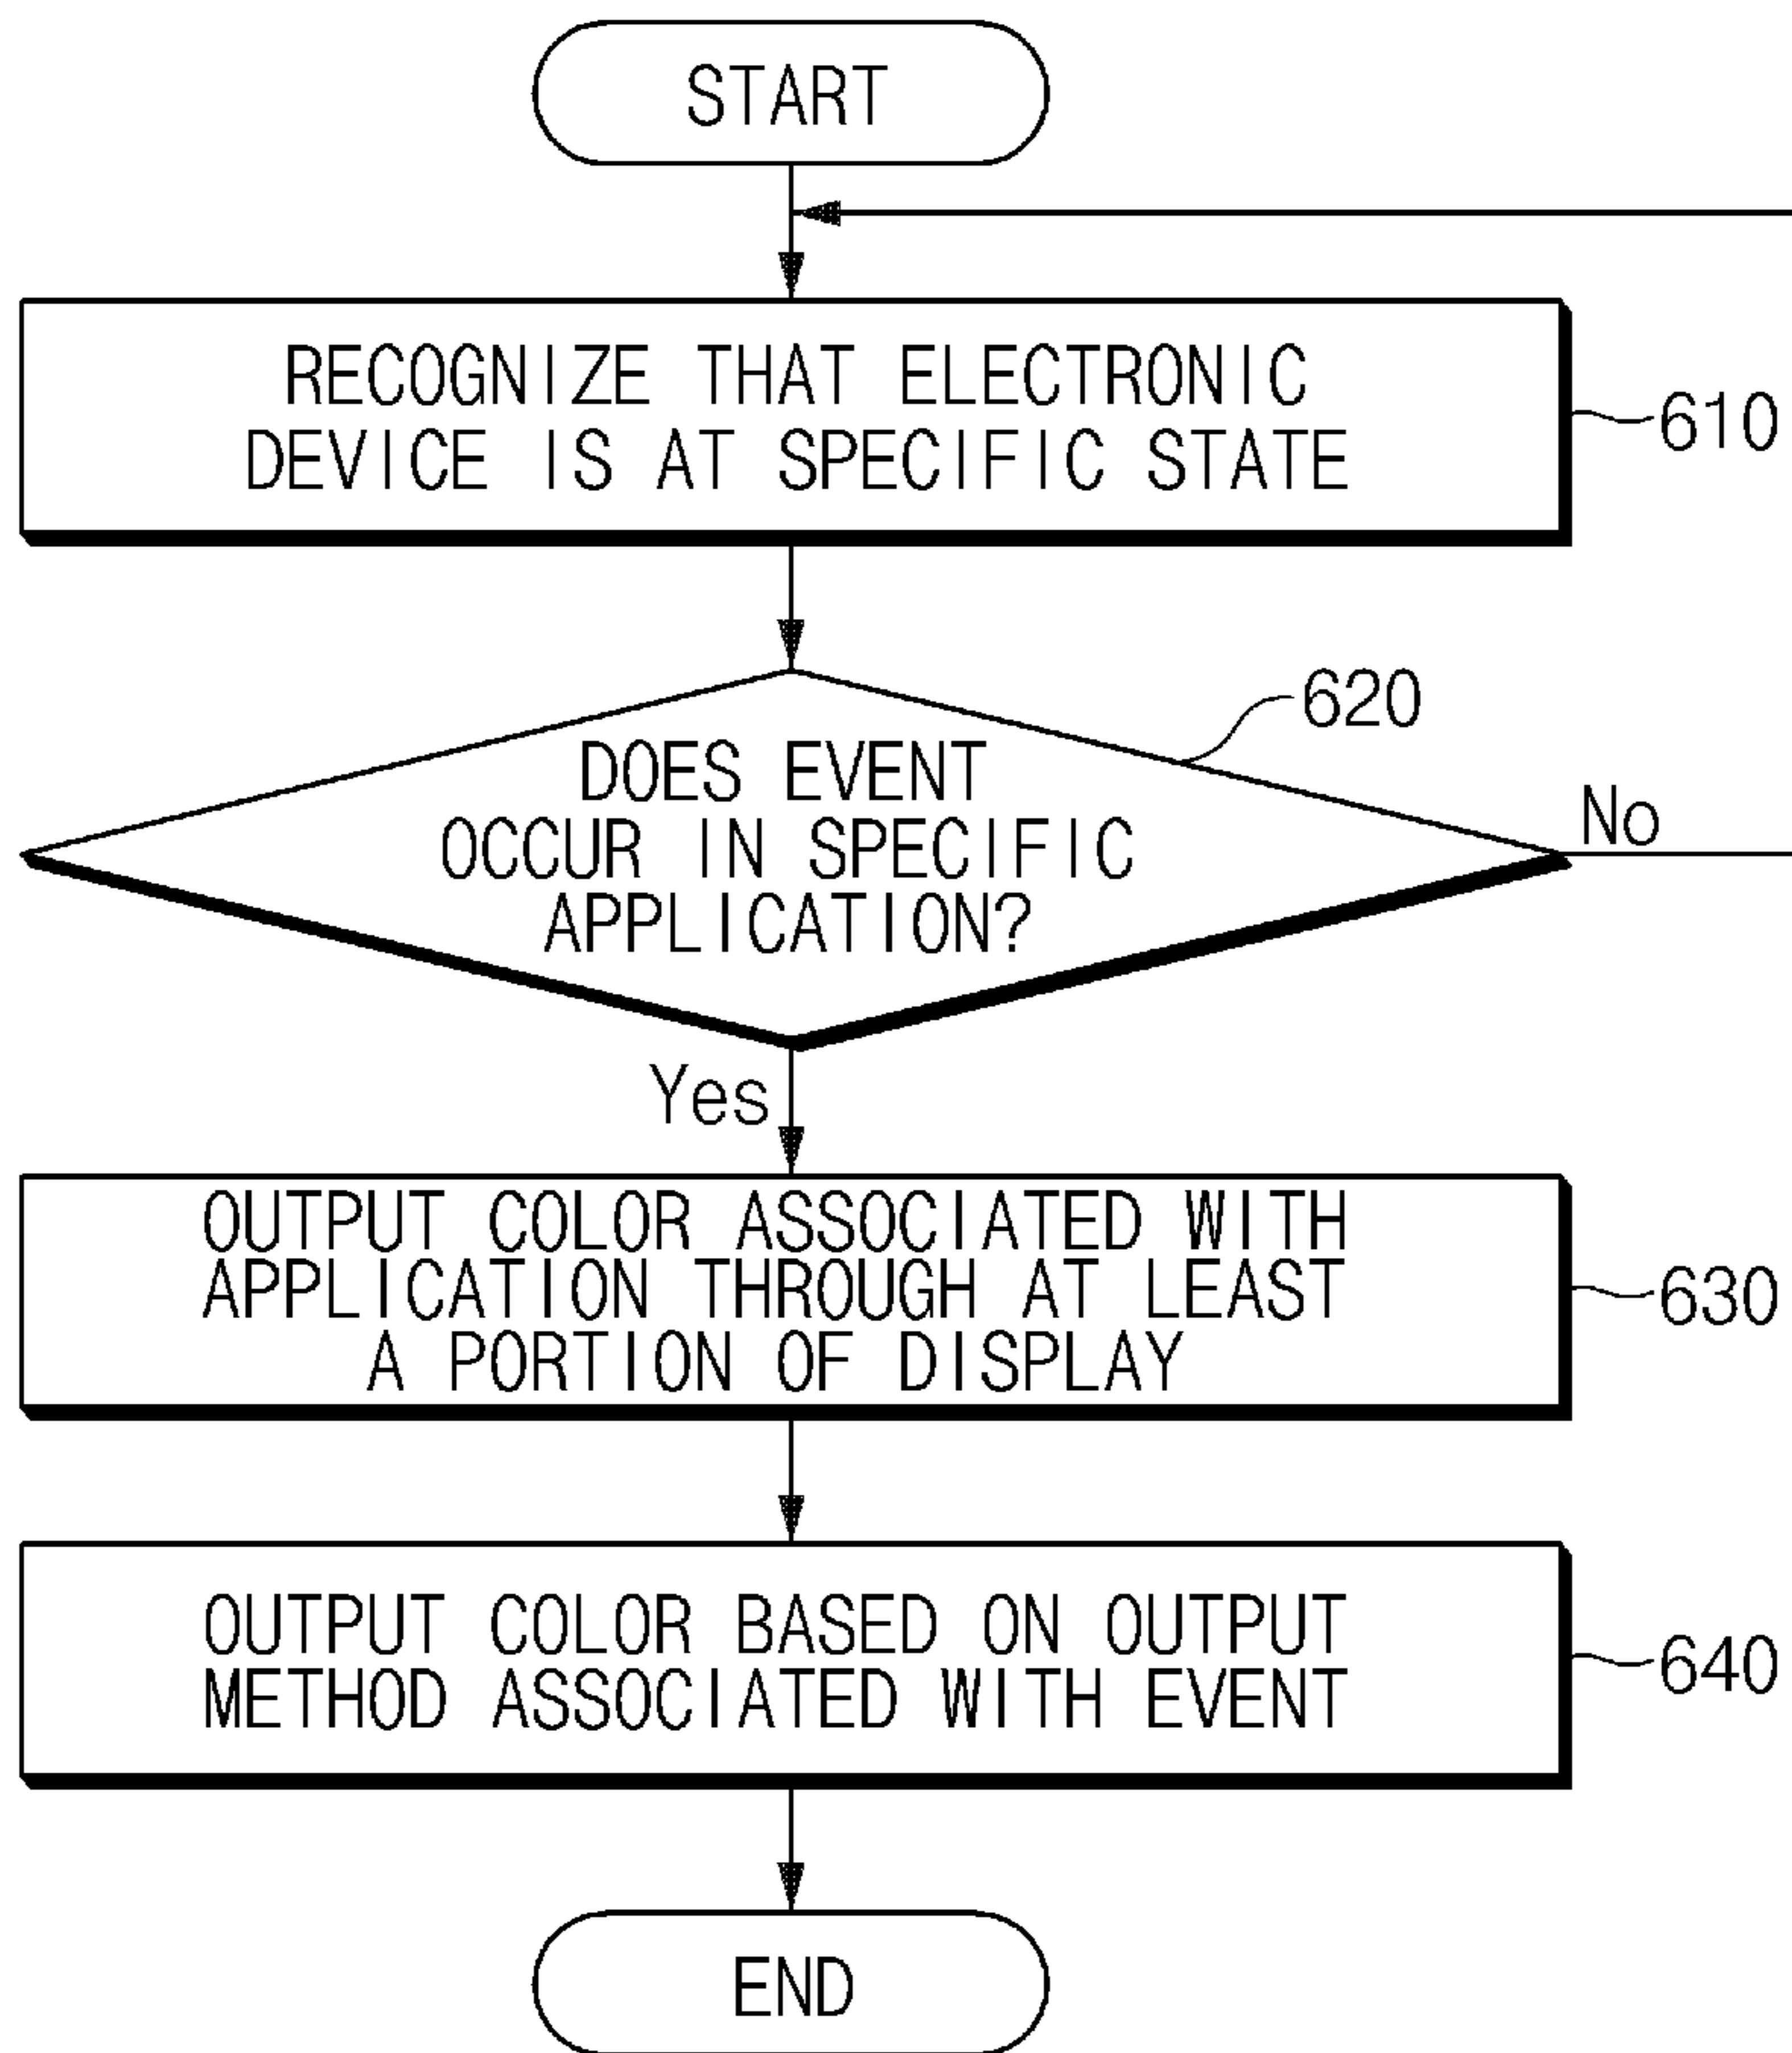 START
RECOGNIZE THAT ELECTRONIC
DEVICE IS AT SPECIFIC STATE
610
620
DOES EVENT
OCCUR IN SPECIFIC
APPLICATION?
No
Yes
OUTPUT COLOR ASSOCIATED WITH
APPLICATION THROUGH AT LEAST
A PORTION OF DISPLAY
630
OUTPUT COLOR BASED ON OUTPUT
METHOD ASSOCIATED WITH EVENT
640
END